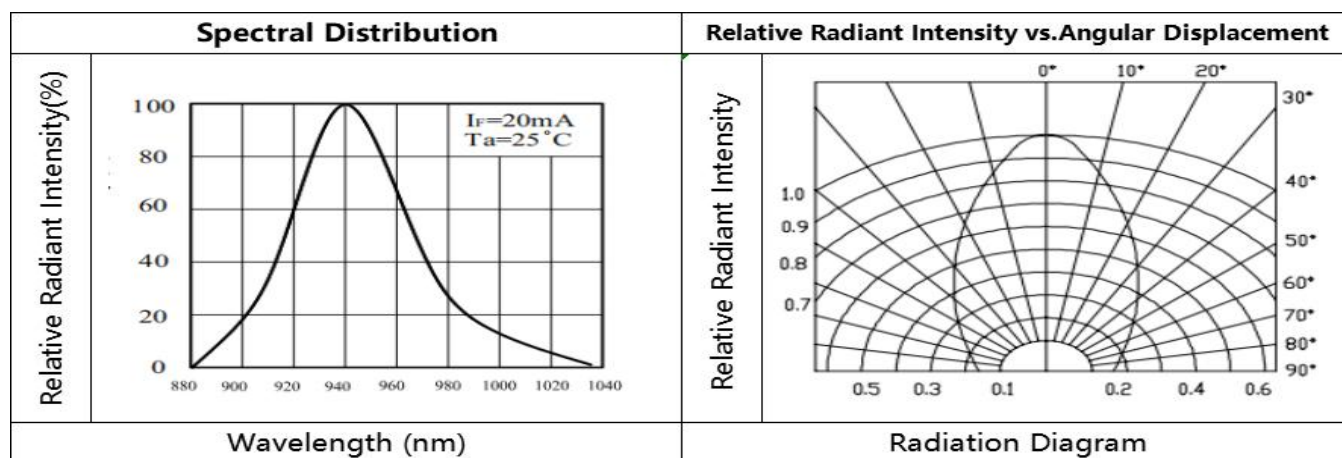 Spectral Distribution
Relative Radiant Intensity(%)
100
80
60
40
20
0
IF=20mA
Ta=25°C
880 900 920 940 960 980 1000 1020 1040
Wavelength (nm)
Relative Radiant Intensity vs.Angular Displacement
Relative Radiant Intensity
0° 10° 20°
30°
40°
50°
60°
70°
80°
90°
1.0
0.9
0.8
0.7
0.5 0.3 0.1 0.2 0.4 0.6
Radiation Diagram